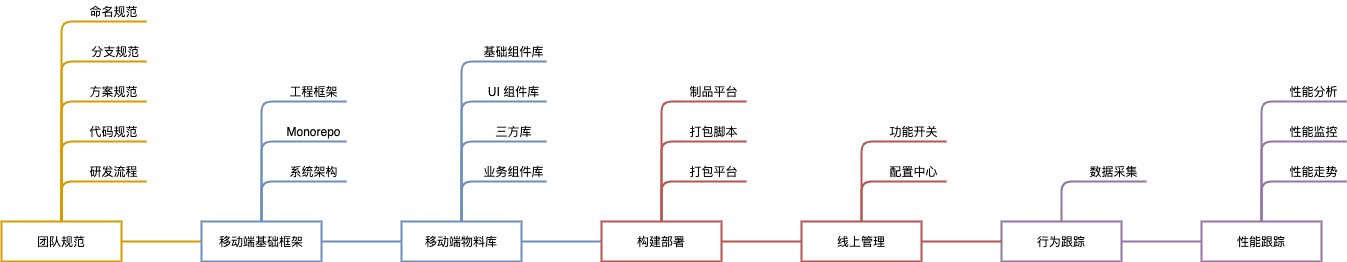 命名规范
分支规范
方案规范
代码规范
研发流程
团队规范
工程框架
Monorepo
系统架构
移动端基础框架
基础组件库
UI 组件库
三方库
业务组件库
移动端物料库
制品平台
打包脚本
打包平台
构建部署
功能开关
配置中心
线上管理
数据采集
行为跟踪
性能分析
性能监控
性能走势
性能跟踪